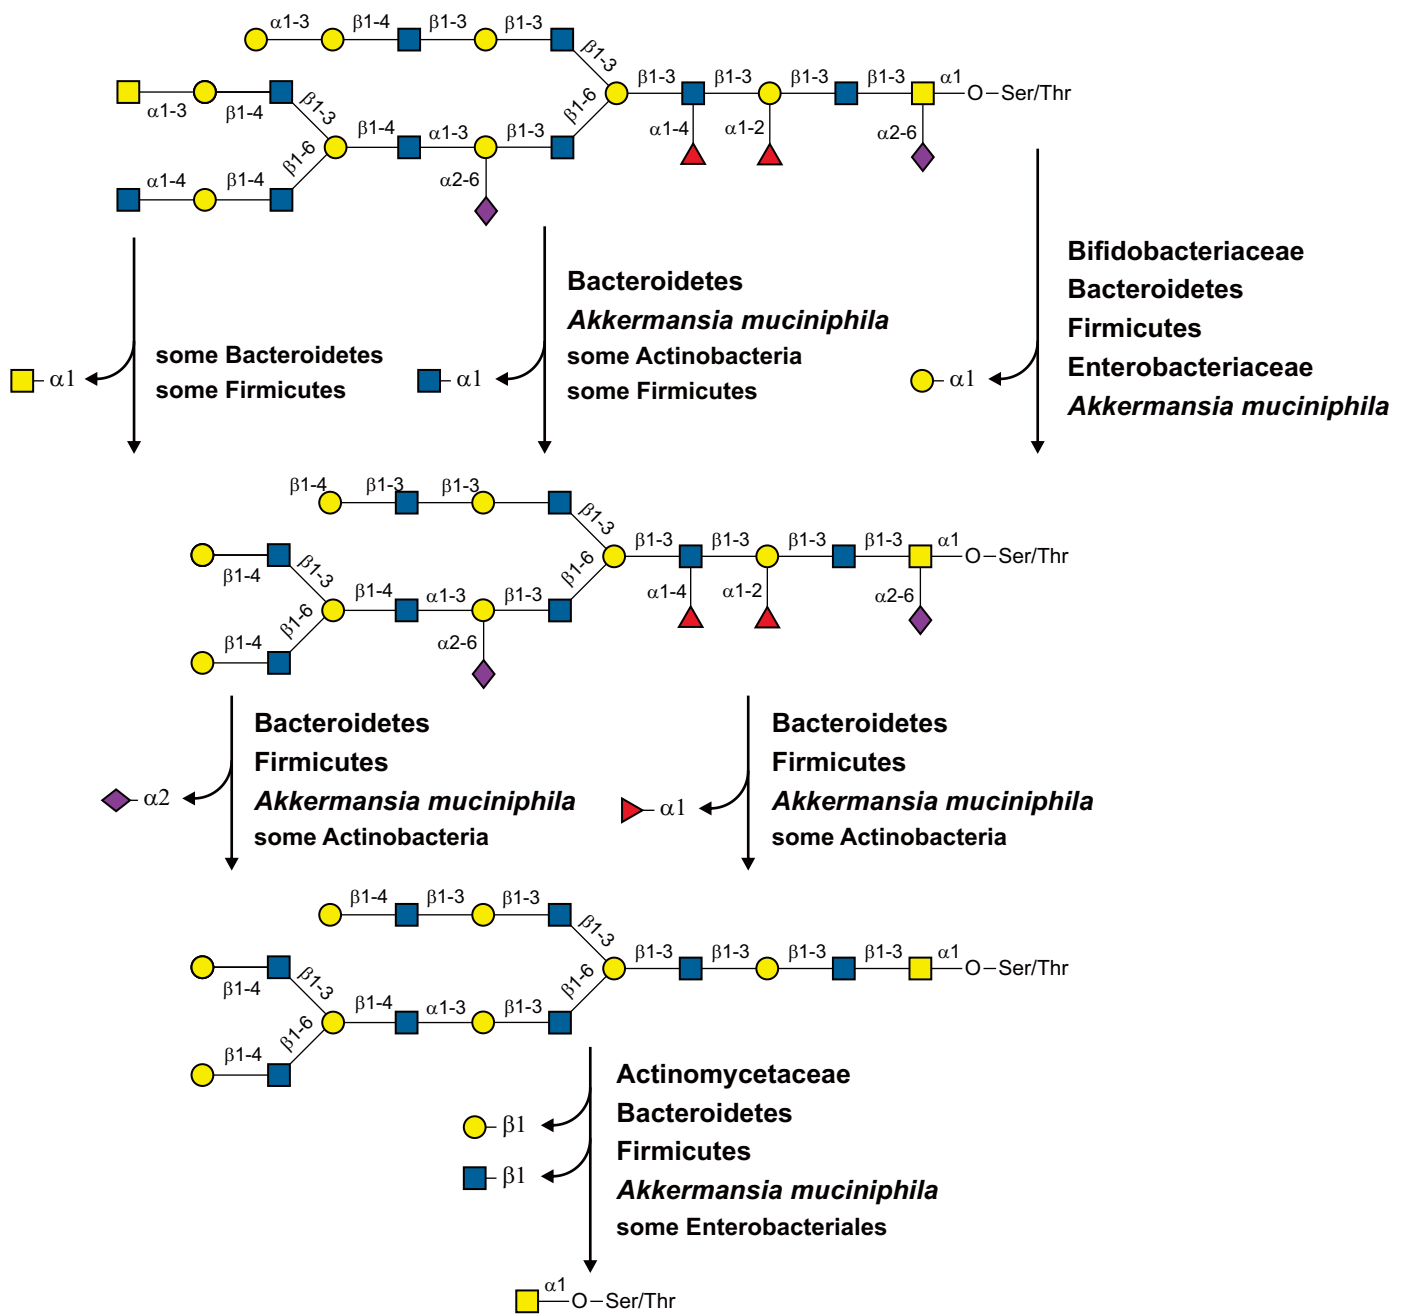 α1-3 β1-4 β1-3 β1-3
β1-3
β1-3 β1-3 β1-3 β1-3 α1
O–Ser/Thr
α1-3 β1-4 β1-3
β1-6
α1-4 α1-2 α2-6
β1-4 α1-3 β1-3
β1-6
α2-6
α1-4 β1-4
some Bacteroidetes
some Firmicutes
α1
Bacteroidetes
Akkermansia muciniphila
some Actinobacteria
some Firmicutes
α1
Bifidobacteriaceae
Bacteroidetes
Firmicutes
Enterobacteriaceae
Akkermansia muciniphila
α1
β1-4 β1-3 β1-3
β1-3
β1-3 β1-3 β1-3 β1-3 α1
O–Ser/Thr
β1-4 β1-3
β1-6
α1-4 α1-2 α2-6
β1-4 α1-3 β1-3
β1-6
α2-6
β1-4
Bacteroidetes
Firmicutes
Akkermansia muciniphila
some Actinobacteria
α2
Bacteroidetes
Firmicutes
Akkermansia muciniphila
some Actinobacteria
α1
β1-4 β1-3 β1-3
β1-3
β1-3 β1-3 β1-3 β1-3 α1
O–Ser/Thr
β1-4 β1-3
β1-6
β1-4 α1-3 β1-3
β1-6
β1-4
Actinomycetaceae
Bacteroidetes
Firmicutes
Akkermansia muciniphila
some Enterobacteriales
β1
β1
α1
O–Ser/Thr